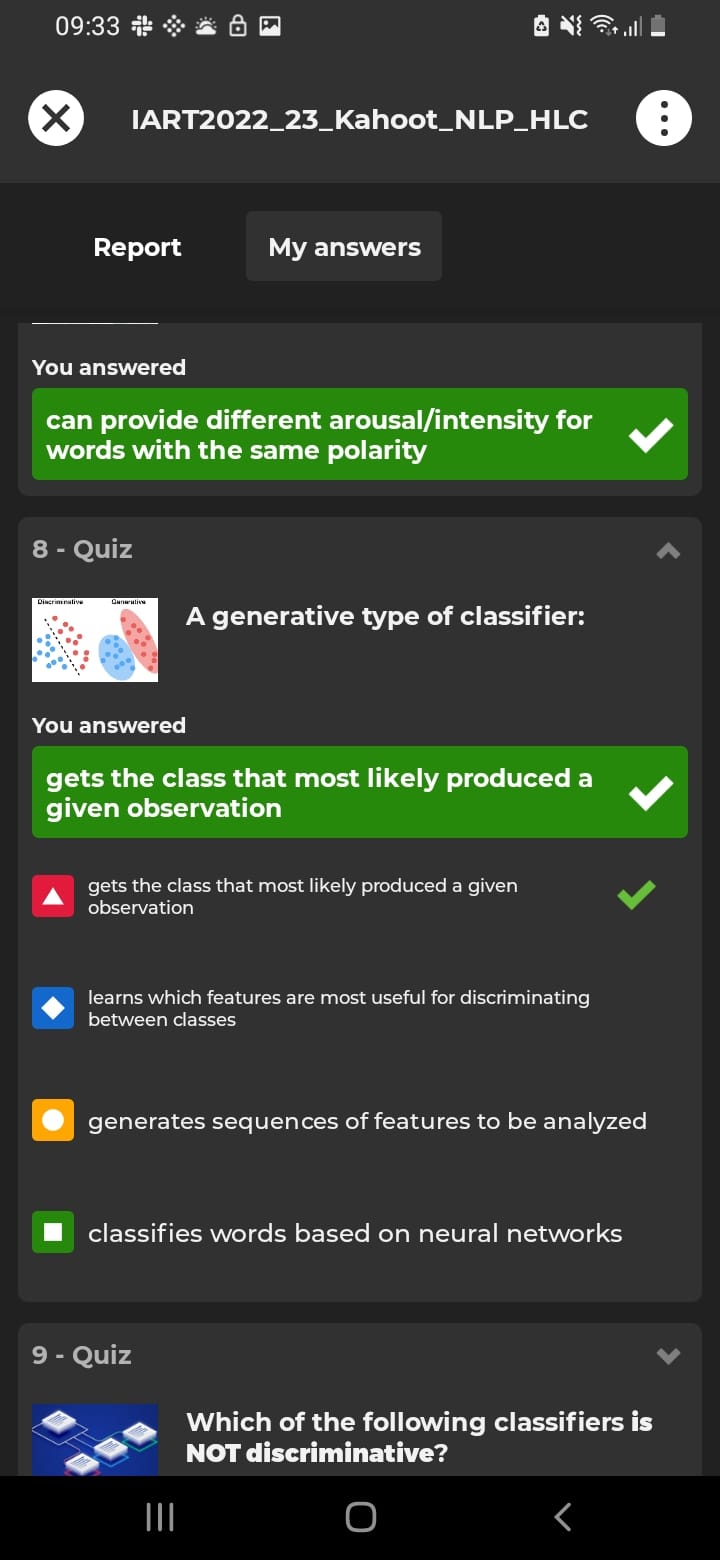 09:33
IART2022_23_Kahoot_NLP_HLC
Report
My answers
You answered
can provide different arousal/intensity for
words with the same polarity
8 - Quiz
Discriminative
Generative
A generative type of classifier:
You answered
gets the class that most likely produced a
given observation
gets the class that most likely produced a given
observation
learns which features are most useful for discriminating
between classes
generates sequences of features to be analyzed
classifies words based on neural networks
9 - Quiz
Which of the following classifiers is
NOT discriminative?